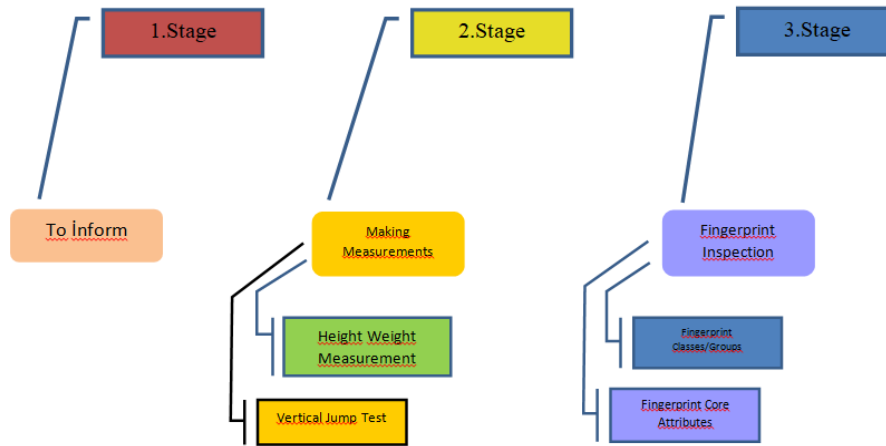 1.Stage
2.Stage
3.Stage
To İnform
Making
Measurements
Fingerprint
Inspection
Height Weight
Measurement
Fingerprint
Classes/Groups
Vertical Jump Test
Fingerprint Core
Attributes